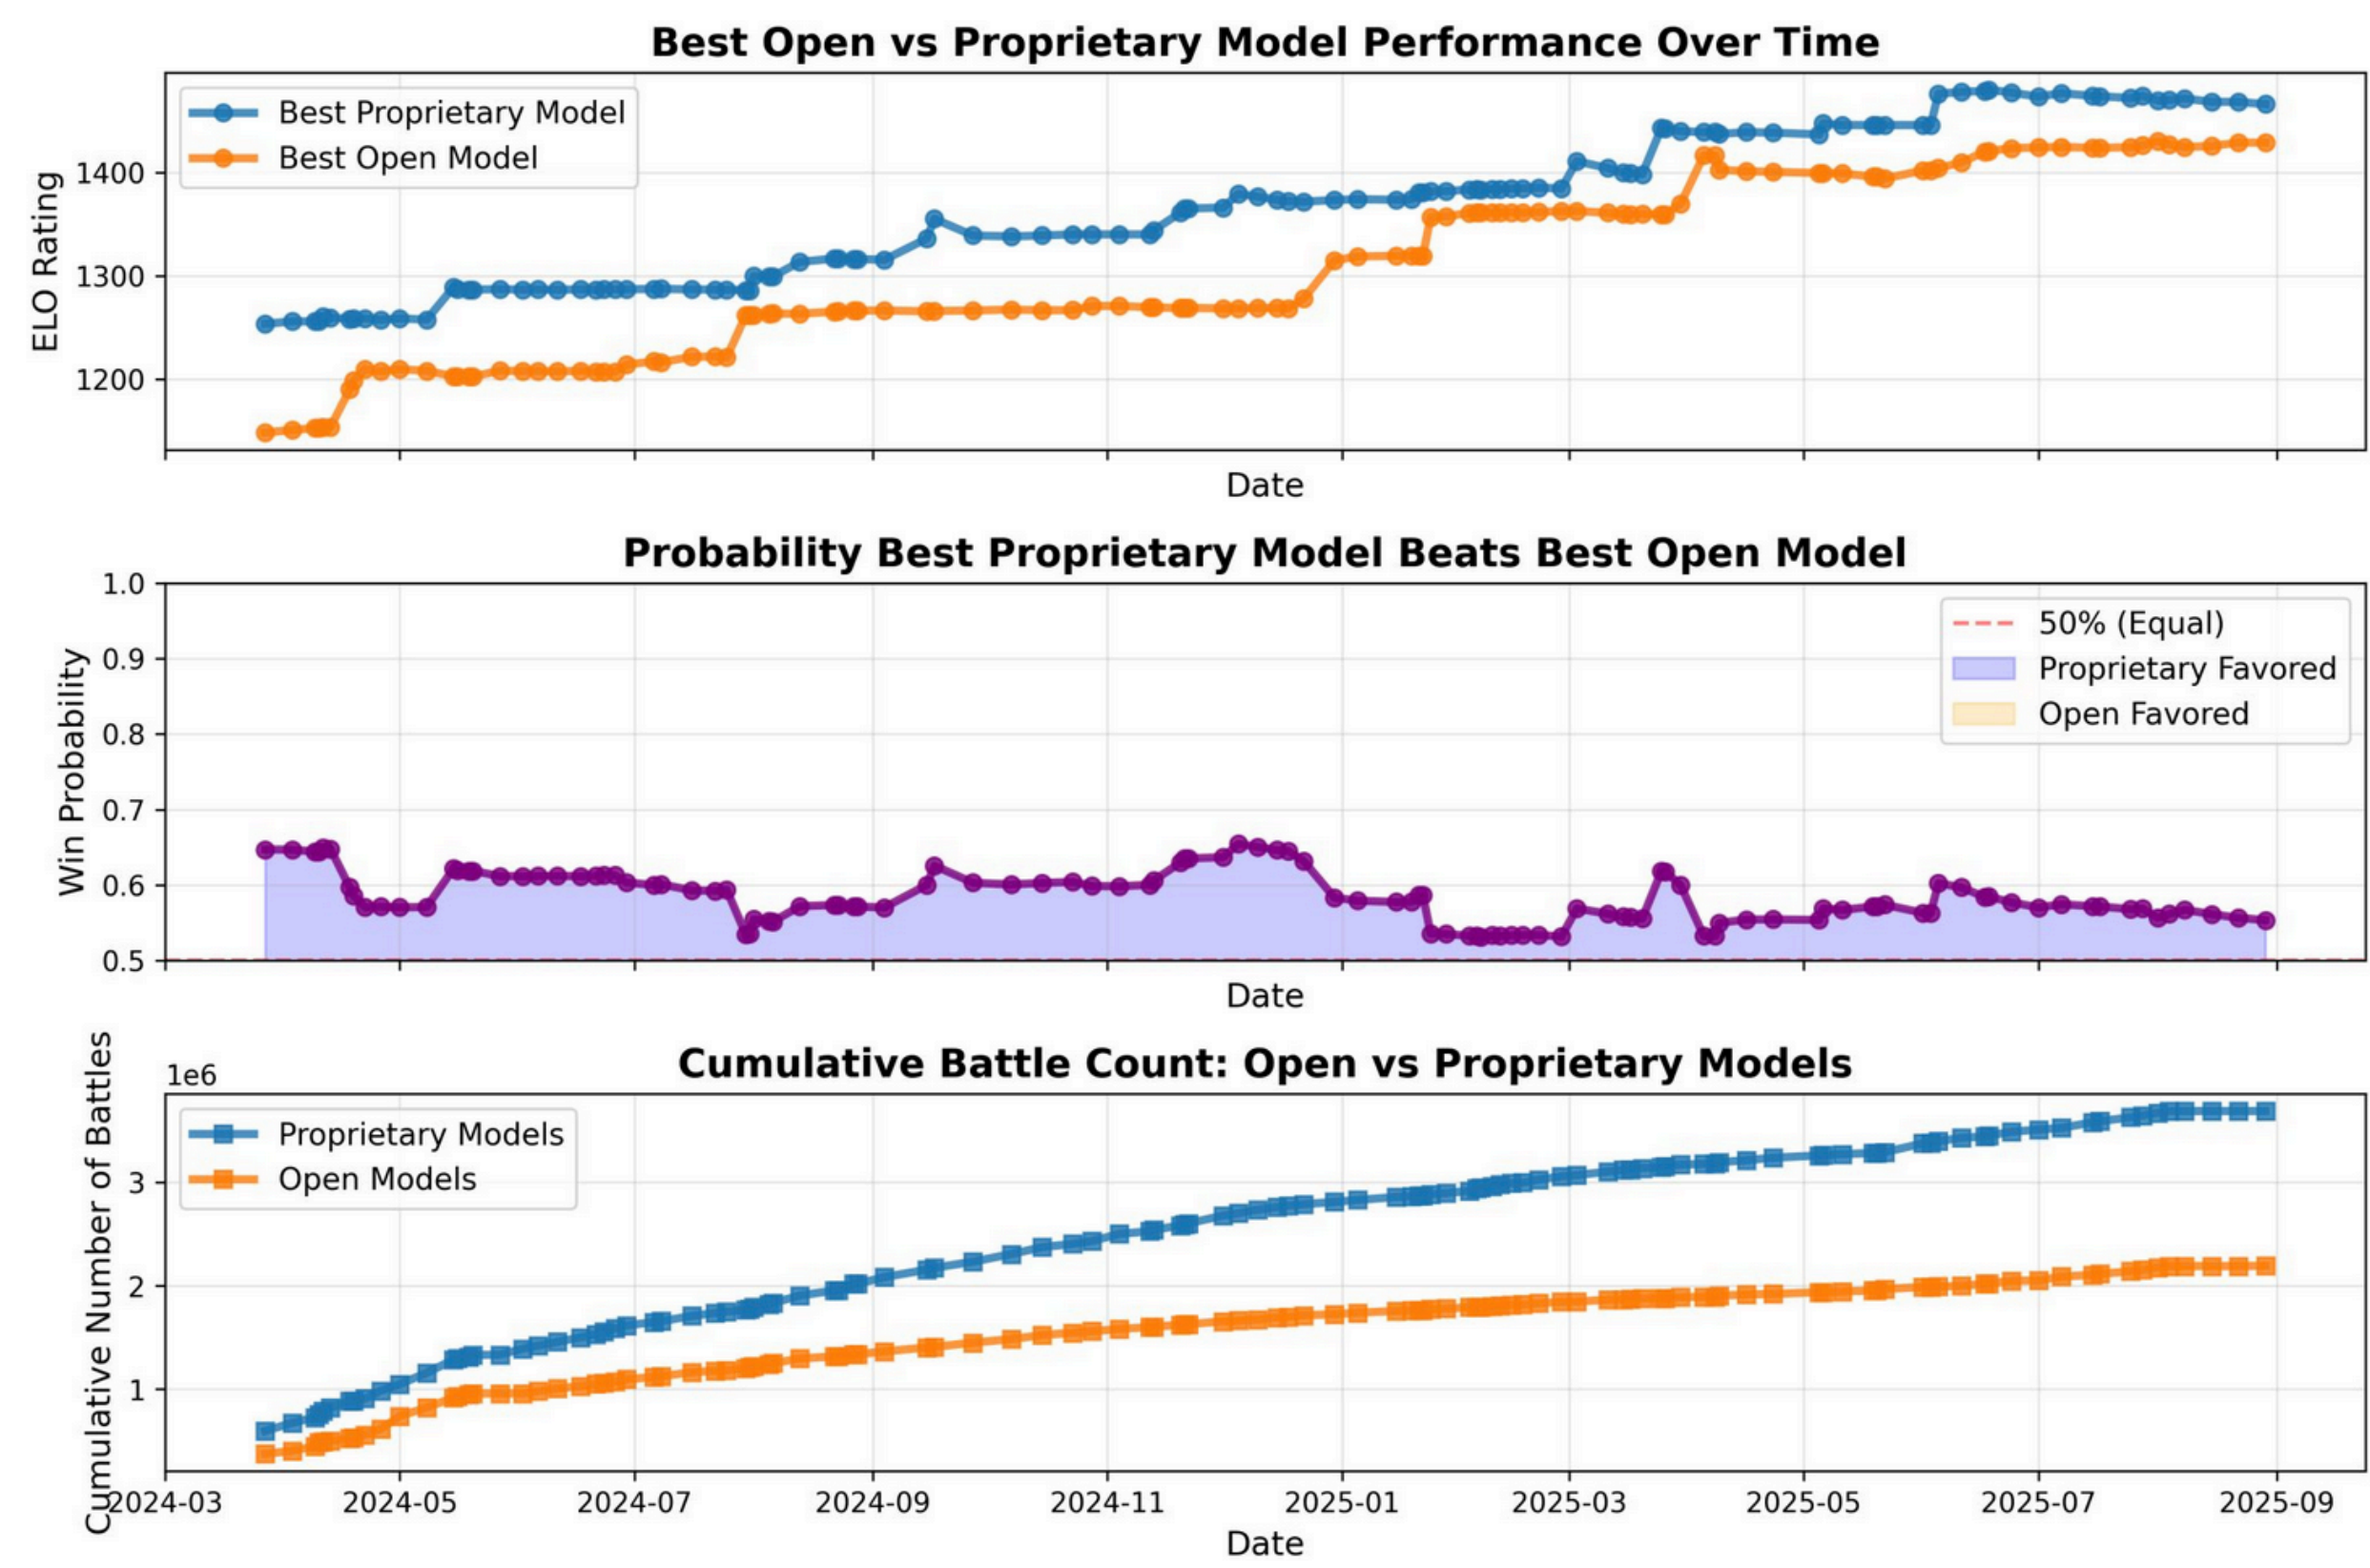 Best Open vs Proprietary Model Performance Over Time
Best Proprietary Model
Best Open Model
ELO Rating
1400
1300
1200
Date
Probability Best Proprietary Model Beats Best Open Model
Win Probability
1.0
0.9
0.8
0.7
0.6
0.5
50% (Equal)
Proprietary Favored
Open Favored
Date
Cumulative Battle Count: Open vs Proprietary Models
1e6
Cumulative Number of Battles
Proprietary Models
Open Models
3
2
1
2024-03 2024-05 2024-07 2024-09 2024-11 2025-01 2025-03 2025-05 2025-07 2025-09
Date